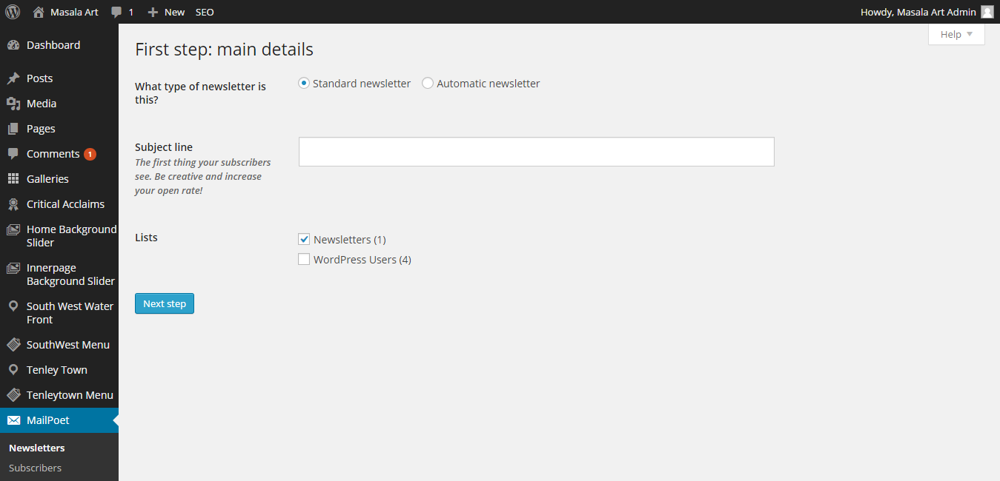 Masala Art 1 New SEO Howdy, Masala Art Admin
Help
Dashboard
Posts
Media
Pages
Comments 1
Galleries
Critical Acclaims
Home Background
Slider
Innerpage
Background Slider
South West Water
Front
SouthWest Menu
Tenley Town
Tenleytown Menu
MailPoet
Newsletters
Subscribers
First step: main details
What type of newsletter is
this?
Standard newsletter Automatic newsletter
Subject line
The first thing your subscribers
see. Be creative and increase
your open rate!
Lists
Newsletters (1)
WordPress Users (4)
Next step